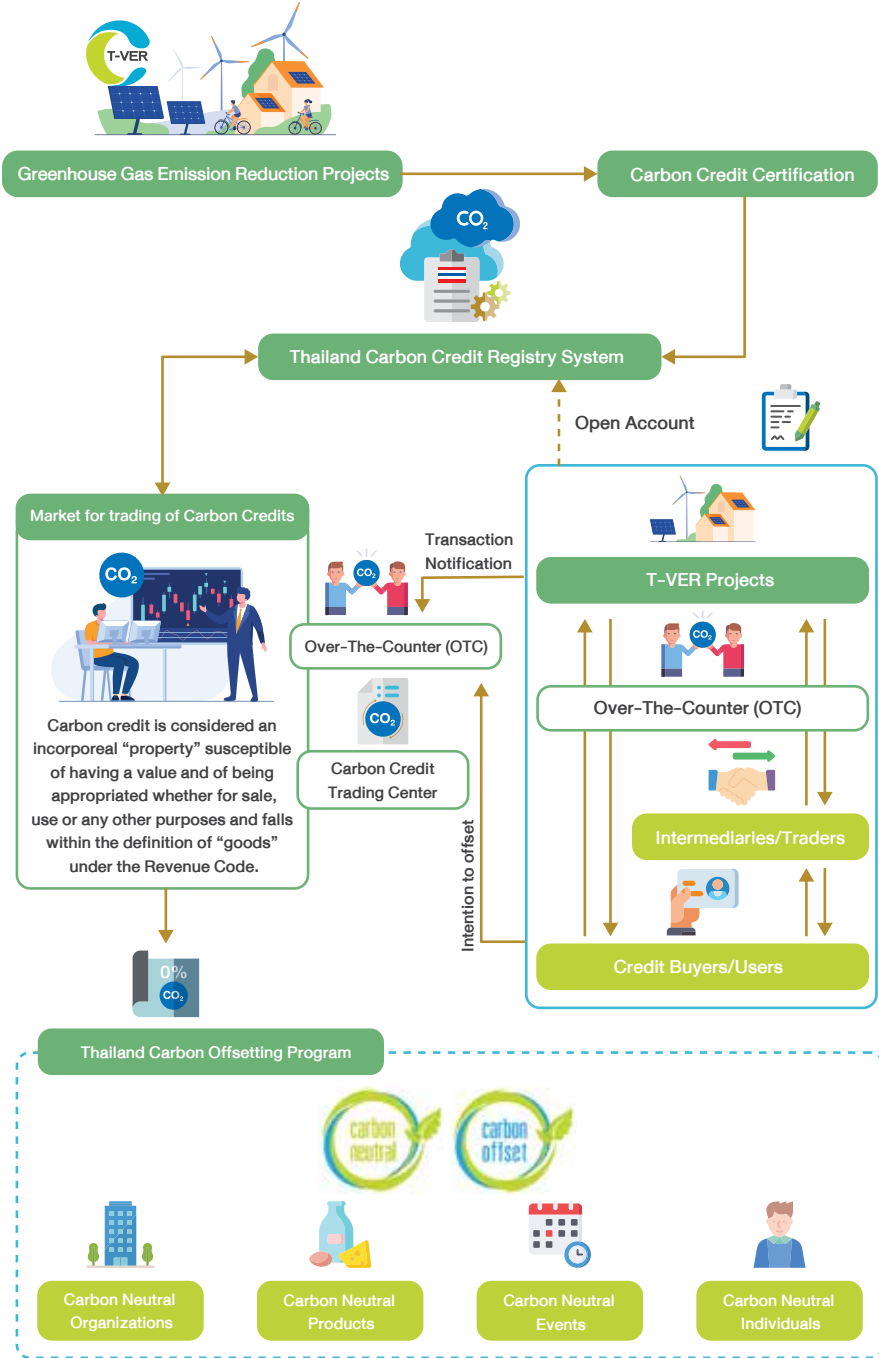 T-VER
Greenhouse Gas Emission Reduction Projects
Carbon Credit Certification
CO₂
Thailand Carbon Credit Registry System
Open Account
Market for trading of Carbon Credits
CO₂
Carbon credit is considered an
incorporeal “property” susceptible
of having a value and of being
appropriated whether for sale,
use or any other purposes and falls
within the definition of “goods”
under the Revenue Code.
Transaction
Notification
CO₂
Over-The-Counter (OTC)
CO₂
Carbon Credit
Trading Center
Intention to offset
T-VER Projects
CO₂
Over-The-Counter (OTC)
Intermediaries/Traders
Credit Buyers/Users
0%
CO₂
Thailand Carbon Offsetting Program
carbon
neutral
carbon
offset
Carbon Neutral
Organizations
Carbon Neutral
Products
Carbon Neutral
Events
Carbon Neutral
Individuals